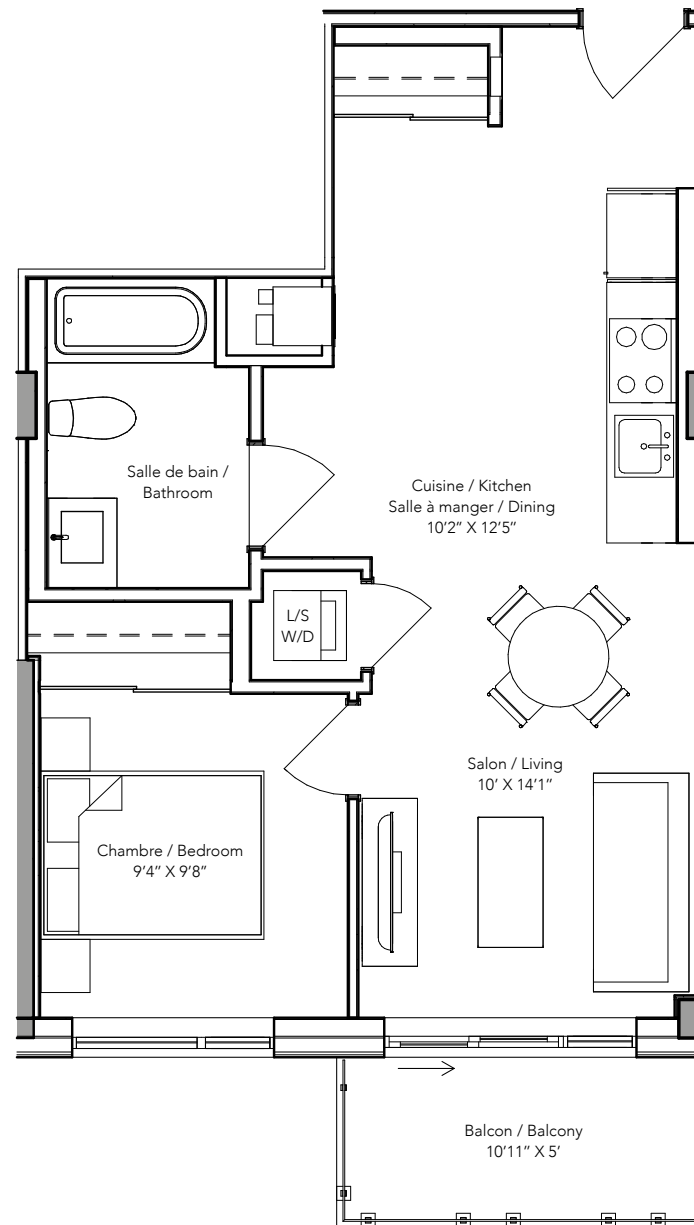 Salle de bain /
Bathroom
Cuisine / Kitchen
Salle à manger / Dining
10'2” X 12'5”
L/S
W/D
Salon / Living
10' X 14'1”
Chambre / Bedroom
9'4” X 9'8”
Balcon / Balcony
10'11” X 5'